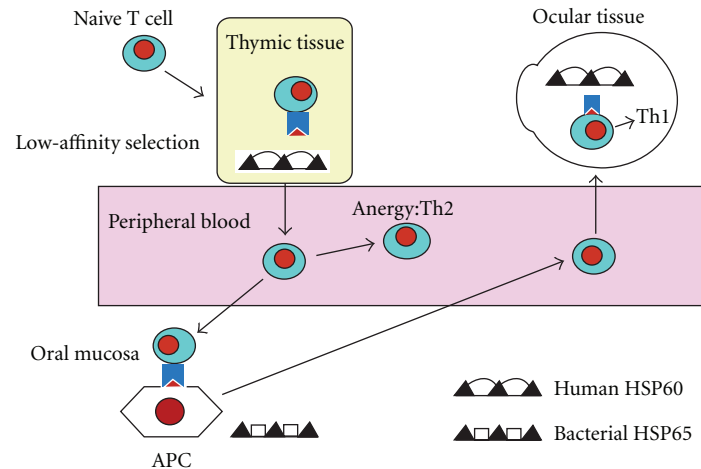 Naive T cell
Ocular tissue
Thymic tissue
Th1
Low-affinity selection
Peripheral blood
Anergy:Th2
Oral mucosa
Human HSP60
Bacterial HSP65
APC